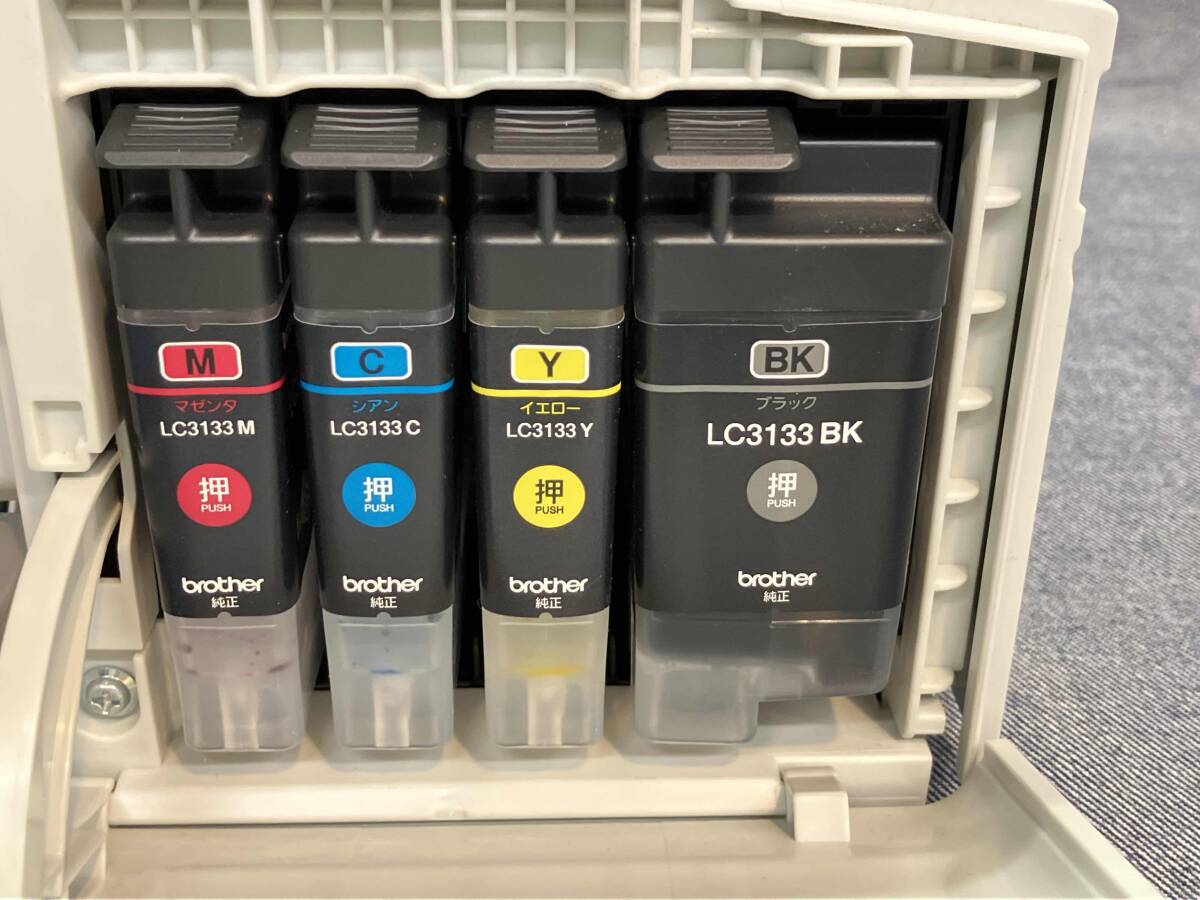 M
マゼンタ
LC3133 M
押
PUSH
brother
純正
C
シアン
LC3133 C
押
PUSH
brother
純正
Y
イエロー
LC3133 Y
押
PUSH
brother
純正
BK
ブラック
LC3133 BK
押
PUSH
brother
純正